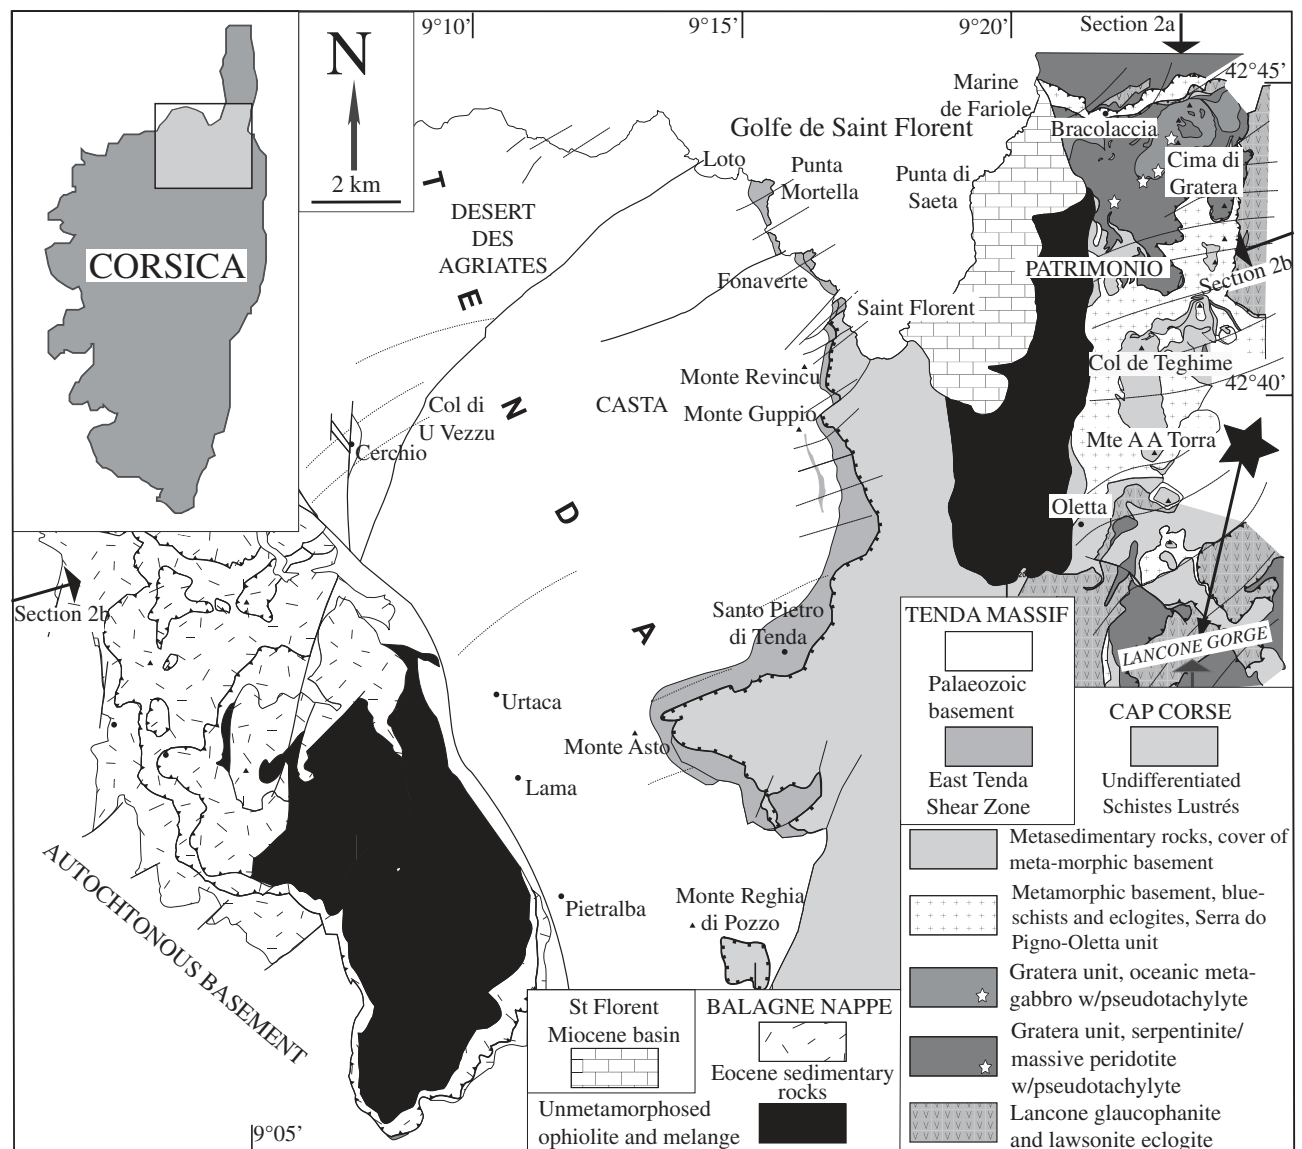 9°10’
9°15’
9°20’
Section 2a
42°45’
N
2 km
CORSICA
Marine
de Fariole
Golfe de Saint Florent
Bracolaccia
Loto
Punta
Mortella
Punta di
Saeta
Cima di
Gratera
T
E
N
D
A
DESERT
DES
AGRIATES
PATRIMONIO
Section 2b
Fonaverte
Saint Florent
Monte Revincu
Col de Teghime
42°40’
Col di
U Vezzu
CASTA
Monte Guppio
Cerchio
Mte A A Torra
Oletta
Section 2b
Santo Pietro
di Tenda
LANCONE GORGE
Urtaca
Monte Asto
Lama
Pietralba
Monte Reghia
di Pozzo
AUTOCHTONOUS BASEMENT
9°05’
TENDA MASSIF
Palaeozoic
basement
East Tenda
Shear Zone
CAP CORSE
Undifferentiated
Schistes Lustrés
Metasedimentary rocks, cover of
meta-morphic basement
Metamorphic basement, blue-
schists and eclogites, Serra do
Pigno-Oletta unit
Gratera unit, oceanic meta-
gabbro w/pseudotachylyte
Gratera unit, serpentinite/
massive peridotite
w/pseudotachylyte
Lancone glaucophanite
and lawsonite eclogite
St Florent
Miocene basin
BALAGNE NAPPE
Eocene sedimentary
rocks
Unmetamorphosed
ophiolite and melange